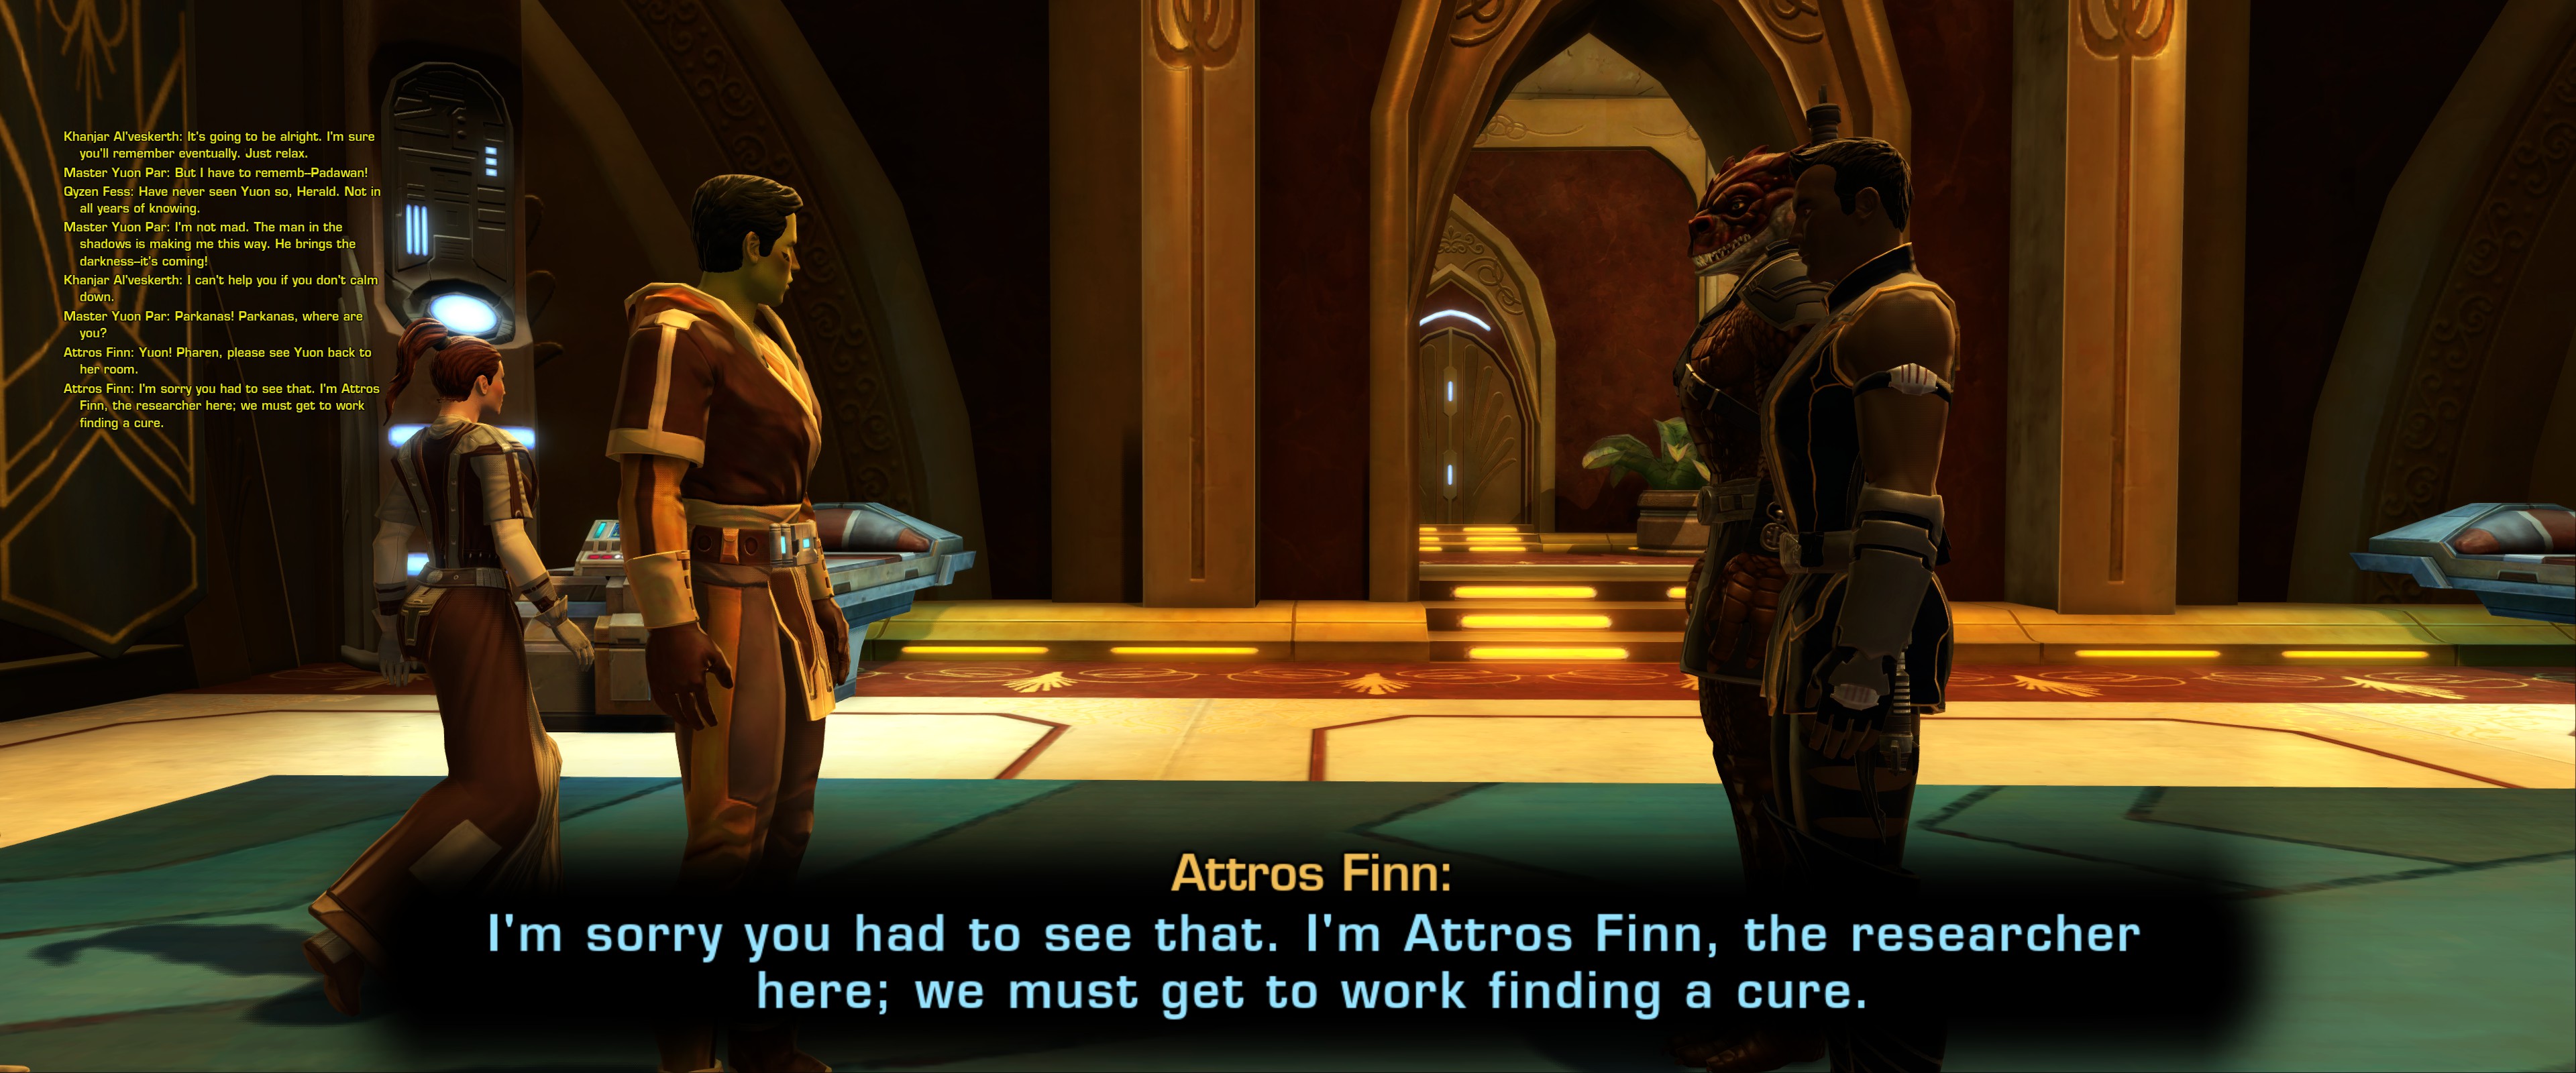 Khanjar Al'veskerth: It's going to be alright. I'm sure
you'll remember eventually. Just relax.
Master Yuon Par: But I have to rememb–Padawan!
Qyzen Fess: Have never seen Yuon so, Herald. Not in
all years of knowing.
Master Yuon Par: I'm not mad. The man in the
shadows is making me this way. He brings the
darkness–it's coming!
Khanjar Al'veskerth: I can't help you if you don't calm
down.
Master Yuon Par: Parkanas! Parkanas, where are
you?
Attros Finn: Yuon! Pharen, please see Yuon back to
her room.
Attros Finn: I'm sorry you had to see that. I'm Attros
Finn, the researcher here; we must get to work
finding a cure.
Attros Finn:
I'm sorry you had to see that. I'm Attros Finn, the researcher
here; we must get to work finding a cure.